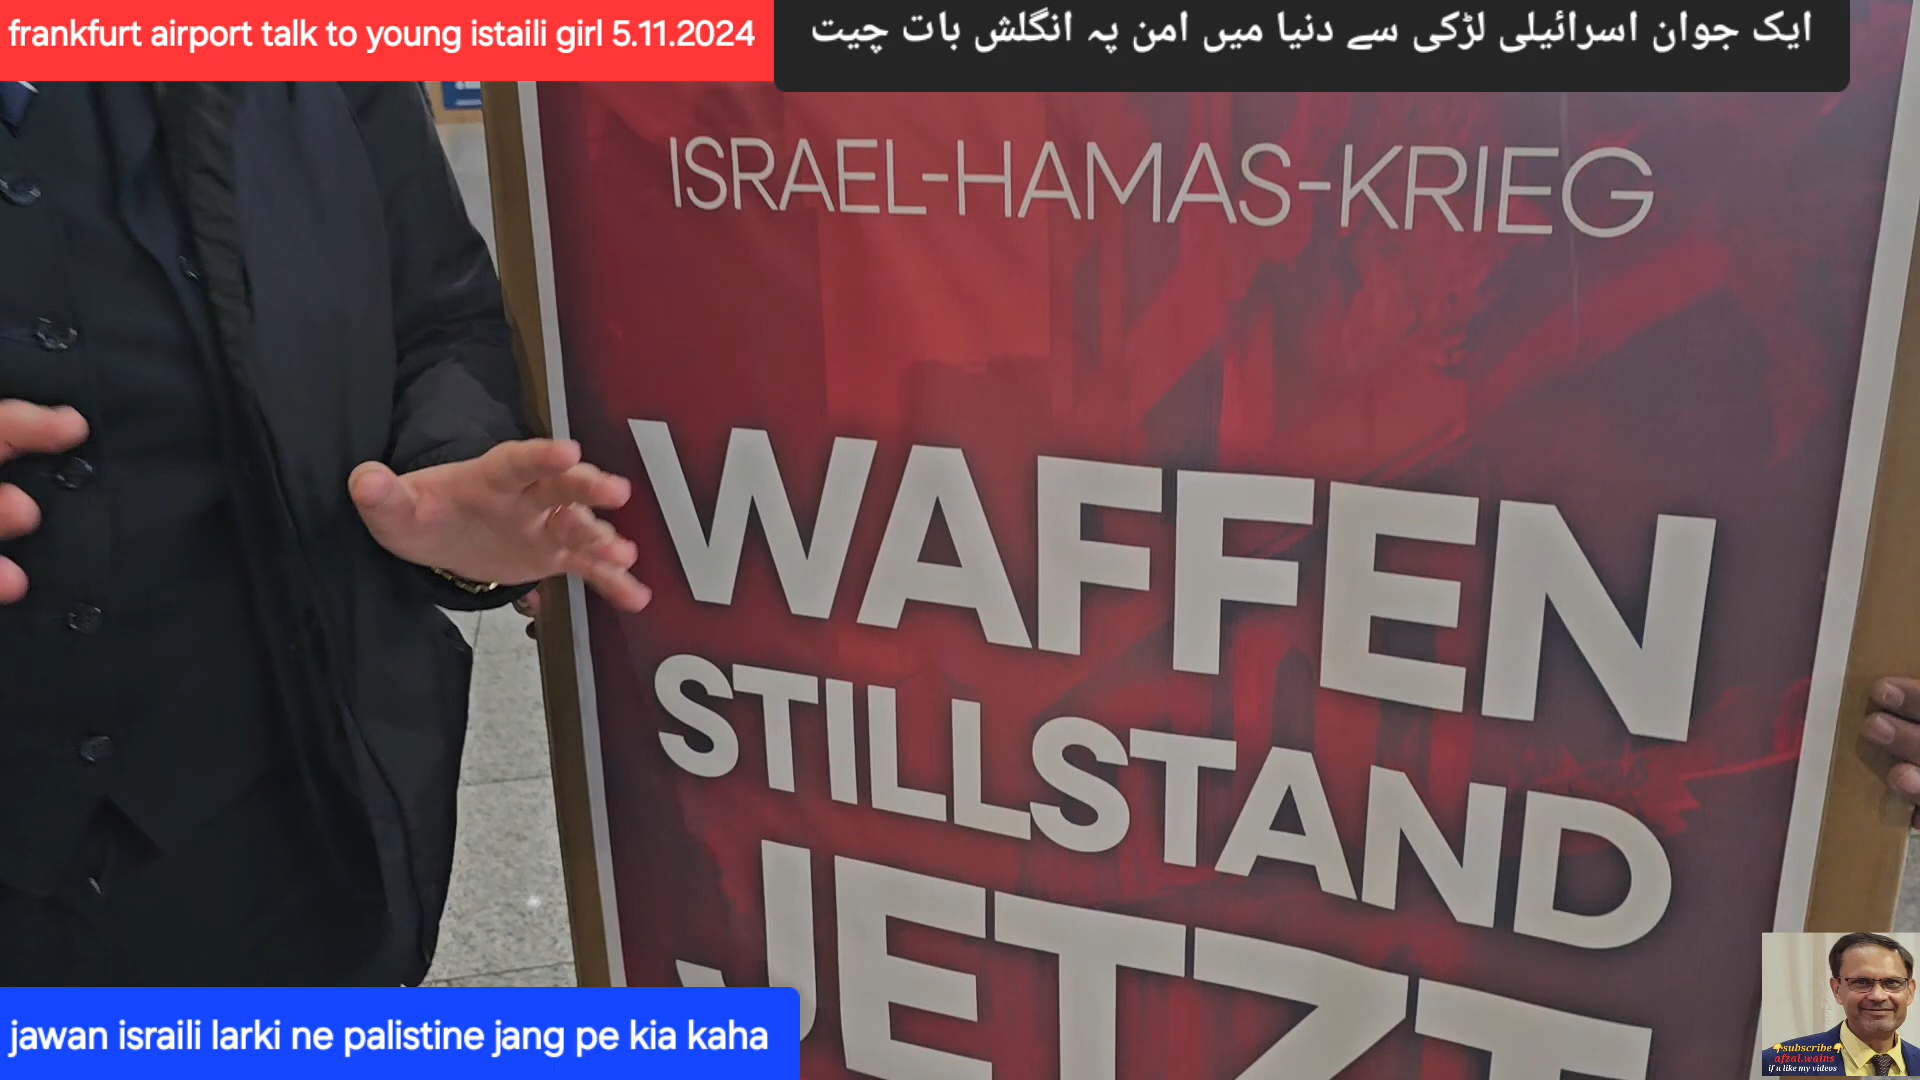 frankfurt airport talk to young istaili girl 5.11.2024
ایک جوان اسرائیلی لڑکی سے دنیا میں امن پہ انگلش بات چیت
ISRAEL-HAMAS-KRIEG
WAFFEN
STILLSTAND
JETZT
jawan israili larki ne palistine jang pe kia kaha
👇subscribe👇
afzal.wains
if u like my videos